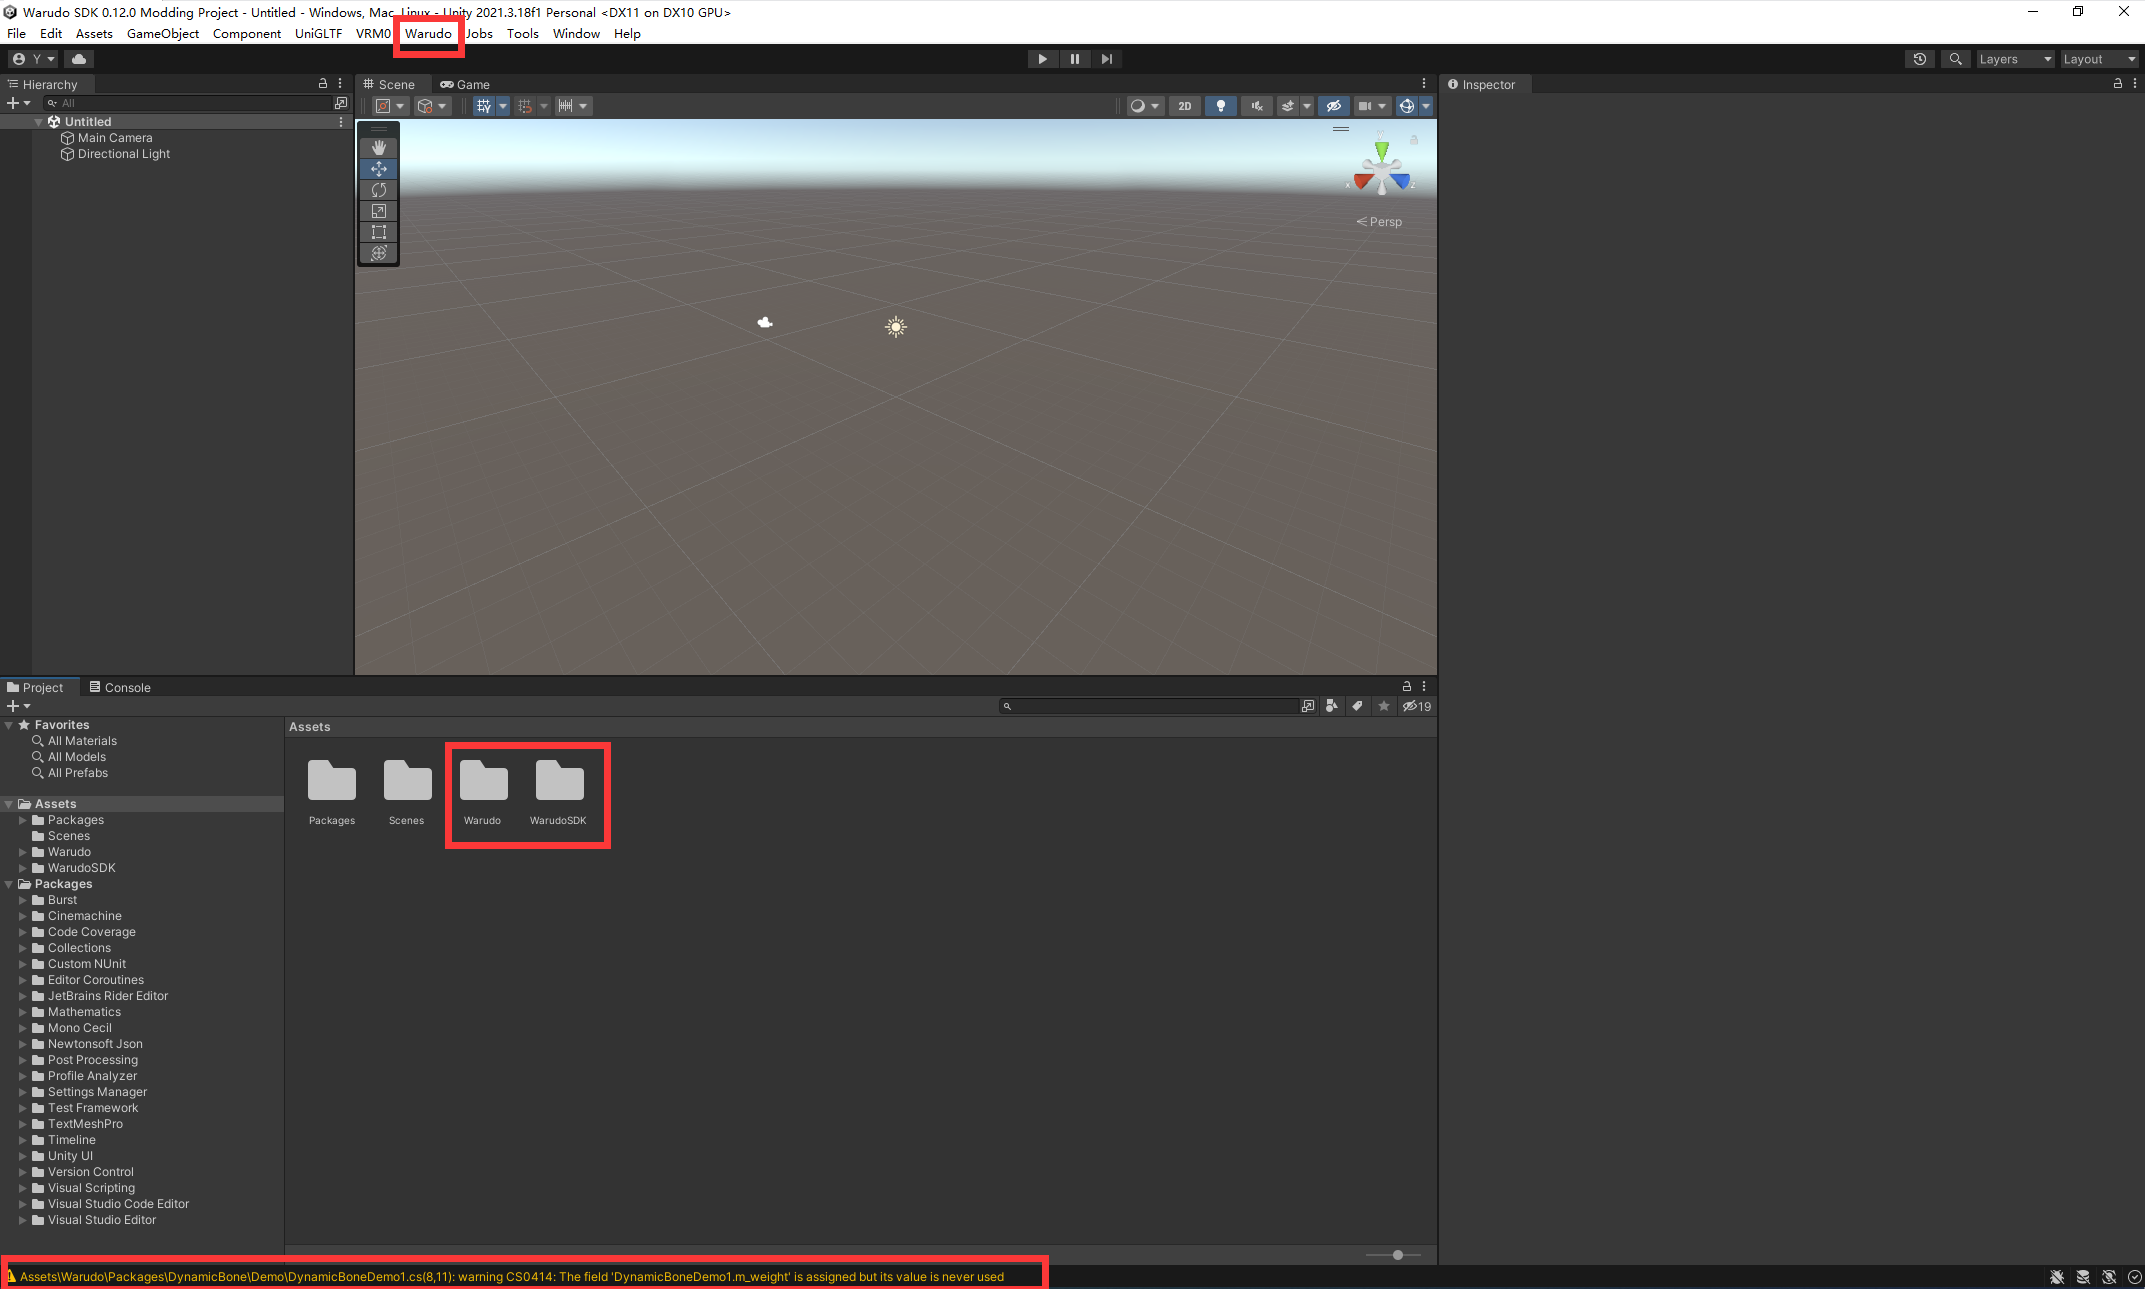 Warudo SDK 0.12.0 Modding Project - Untitled - Windows, Mac, Linux - Unity 2021.3.18f1 Personal <DX11 on DX10 GPU>
File Edit Assets GameObject Component UniGLTF VRM0 Warudo Jobs Tools Window Help
Y
Layers Layout
Hierarchy
All
Untitled
Main Camera
Directional Light
Scene Game
2D
y
x z
Persp
Inspector
Project Console
19
Favorites
All Materials
All Models
All Prefabs
Assets
Packages
Scenes
Warudo
WarudoSDK
Packages
Burst
Cinemachine
Code Coverage
Collections
Custom NUnit
Editor Coroutines
JetBrains Rider Editor
Mathematics
Mono Cecil
Newtonsoft Json
Post Processing
Profile Analyzer
Settings Manager
Test Framework
TextMeshPro
Timeline
Unity UI
Version Control
Visual Scripting
Visual Studio Code Editor
Visual Studio Editor
Assets
Packages Scenes Warudo WarudoSDK
Assets\Warudo\Packages\DynamicBone\Demo\DynamicBoneDemo1.cs(8,11): warning CS0414: The field 'DynamicBoneDemo1.m_weight' is assigned but its value is never used